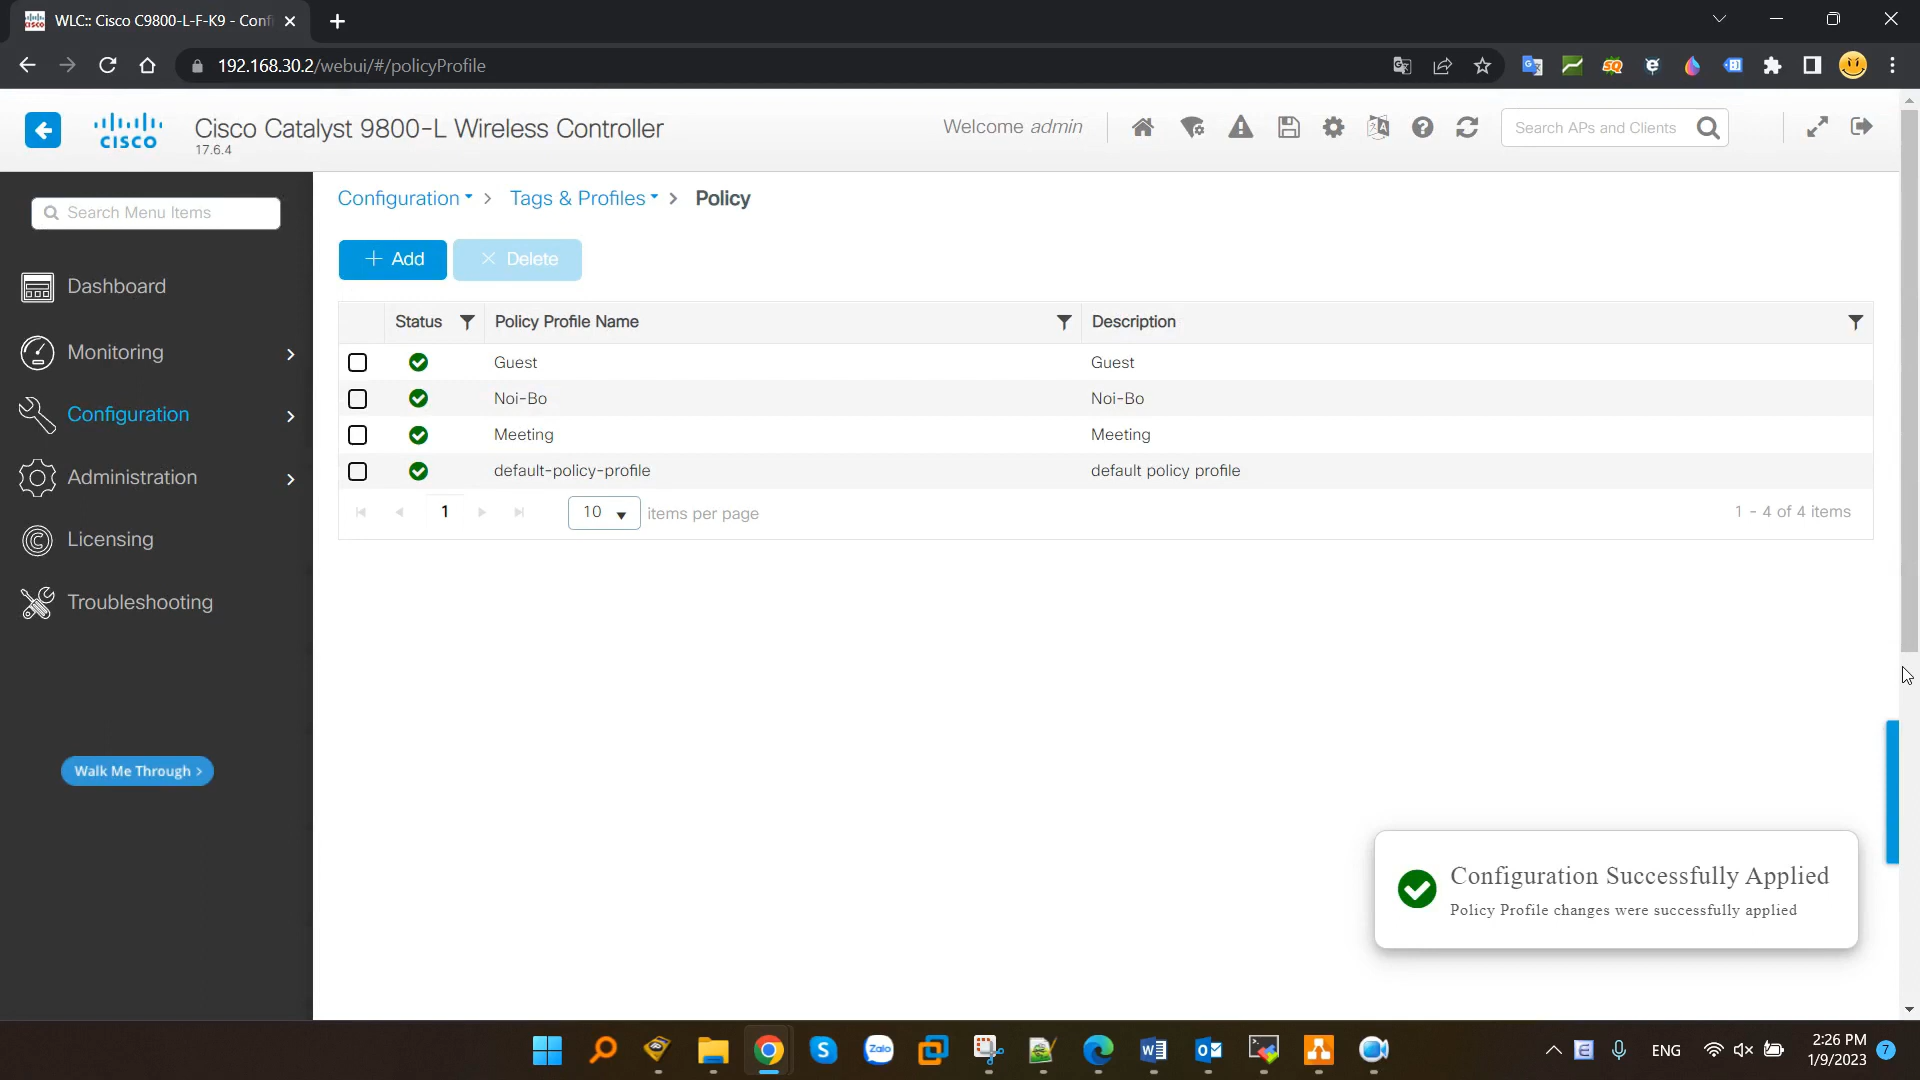 WLC:: Cisco C9800-L-F-K9 - Conf
192.168.30.2/webui/#/policyProfile
CISCO
Cisco Catalyst 9800-L Wireless Controller
17.6.4
Welcome admin
Search APs and Clients
Search Menu Items
Dashboard
Monitoring
Configuration
Administration
Licensing
Troubleshooting
Walk Me Through >
Configuration > Tags & Profiles > Policy
+ Add
× Delete
Status Policy Profile Name Description
Guest Guest
Noi-Bo Noi-Bo
Meeting Meeting
default-policy-profile default policy profile
1 10 items per page 1 - 4 of 4 items
Configuration Successfully Applied
Policy Profile changes were successfully applied
Zalo
ENG
2:26 PM
1/9/2023
7